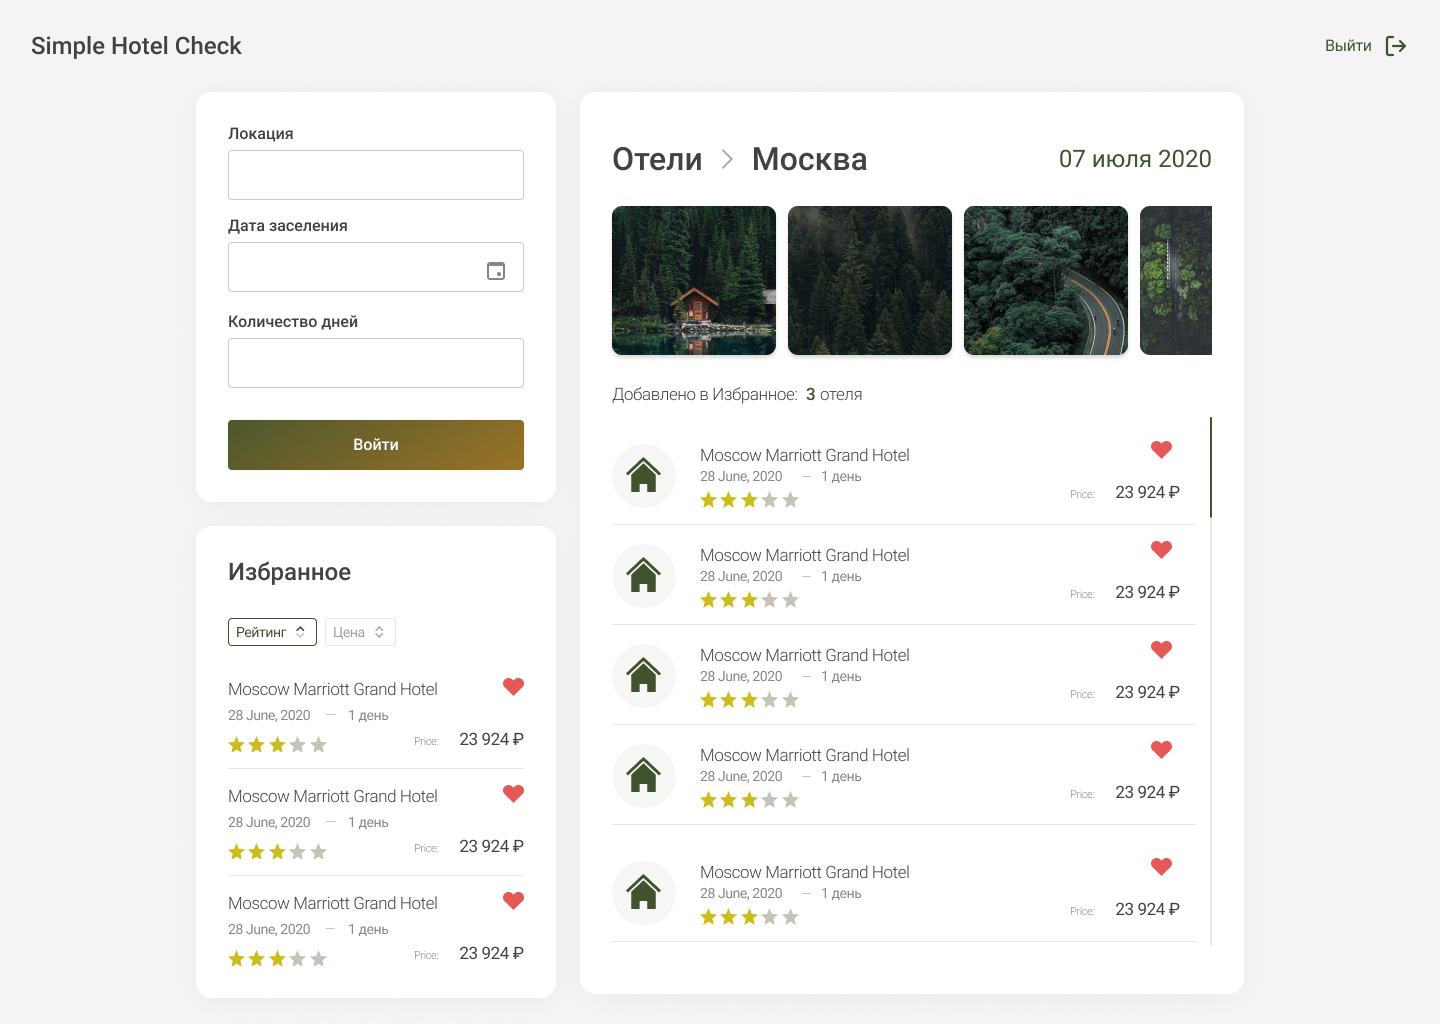 Simple Hotel Check
Выйти
Локация
Дата заселения
Количество дней
Войти
Избранное
Рейтинг
Цена
Moscow Marriott Grand Hotel
28 June, 2020 — 1 день
Price: 23 924 ₽
Moscow Marriott Grand Hotel
28 June, 2020 — 1 день
Price: 23 924 ₽
Moscow Marriott Grand Hotel
28 June, 2020 — 1 день
Price: 23 924 ₽
Отели > Москва
07 июля 2020
Добавлено в Избранное: 3 отеля
Moscow Marriott Grand Hotel
28 June, 2020 — 1 день
Price: 23 924 ₽
Moscow Marriott Grand Hotel
28 June, 2020 — 1 день
Price: 23 924 ₽
Moscow Marriott Grand Hotel
28 June, 2020 — 1 день
Price: 23 924 ₽
Moscow Marriott Grand Hotel
28 June, 2020 — 1 день
Price: 23 924 ₽
Moscow Marriott Grand Hotel
28 June, 2020 — 1 день
Price: 23 924 ₽